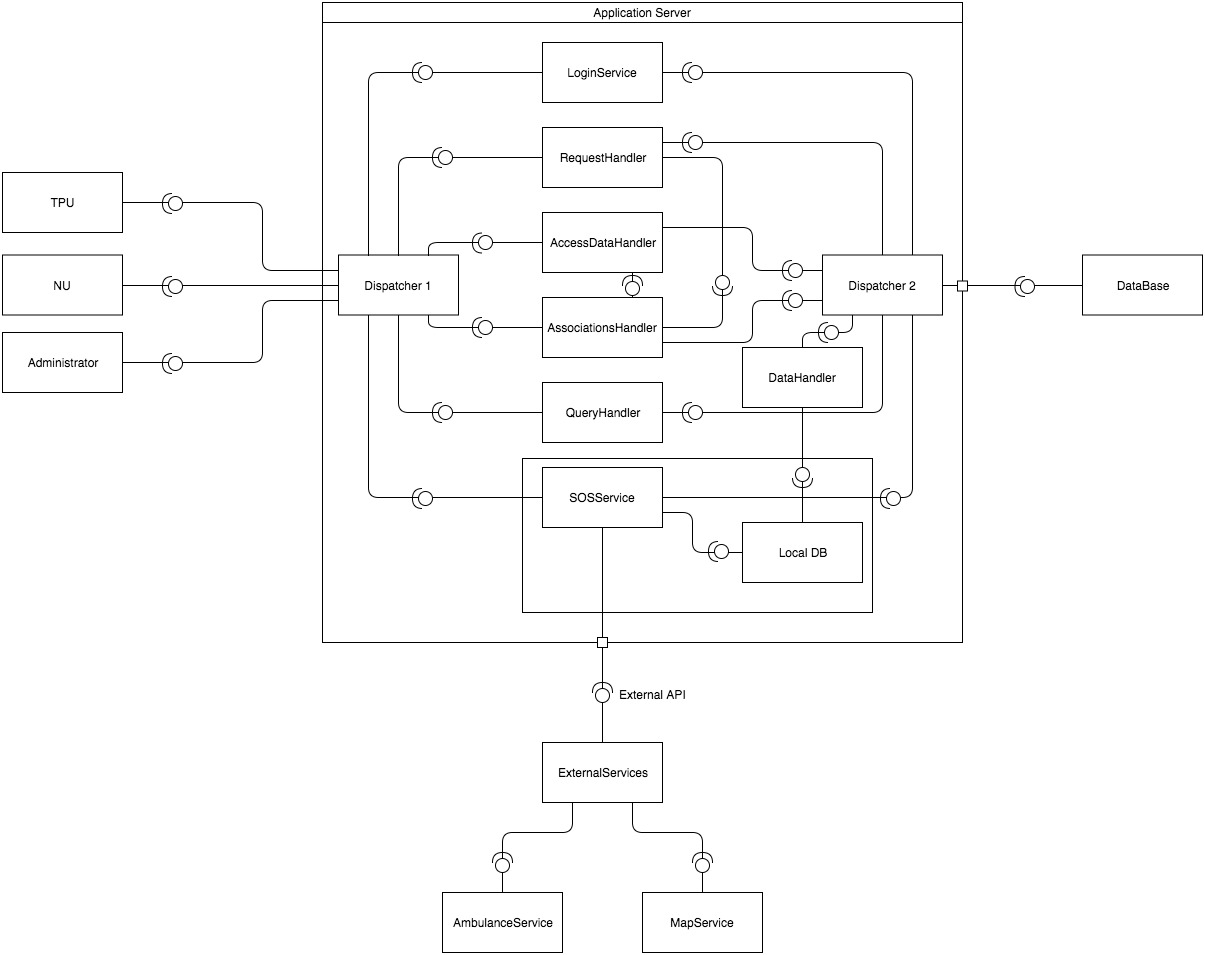 Application Server
LoginService
RequestHandler
TPU
AccessDataHandler
NU
Dispatcher 1
Dispatcher 2
DataBase
AssociationsHandler
Administrator
DataHandler
QueryHandler
SOSService
Local DB
External API
ExternalServices
AmbulanceService
MapService